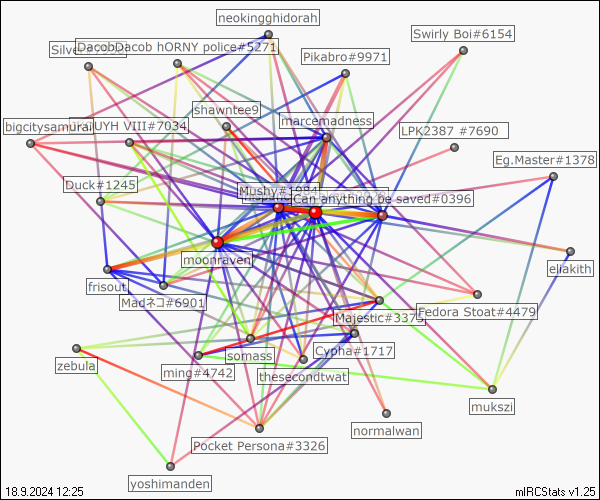 neokingghidorah
Swirly Boi#6154
DacobDacob hORNY police#5271
Pikabro#9971
shawntee9
marcemadness
bigcitysamurai
UYH VIII#7034
LPK2387 #7690
Eg.Master#1378
Duck#1245
Mushy#1984
Can anything be saved#0396
moonraven
eliakith
frisout
Madネコ#6901
Fedora Stoat#4479
Majestic#3375
somass
Cypha#1717
zebula
ming#4742
thesecondtwat
mukszi
normalwan
Pocket Persona#3326
yoshimanden
18.9.2024 12:25
mIRCStats v1.25